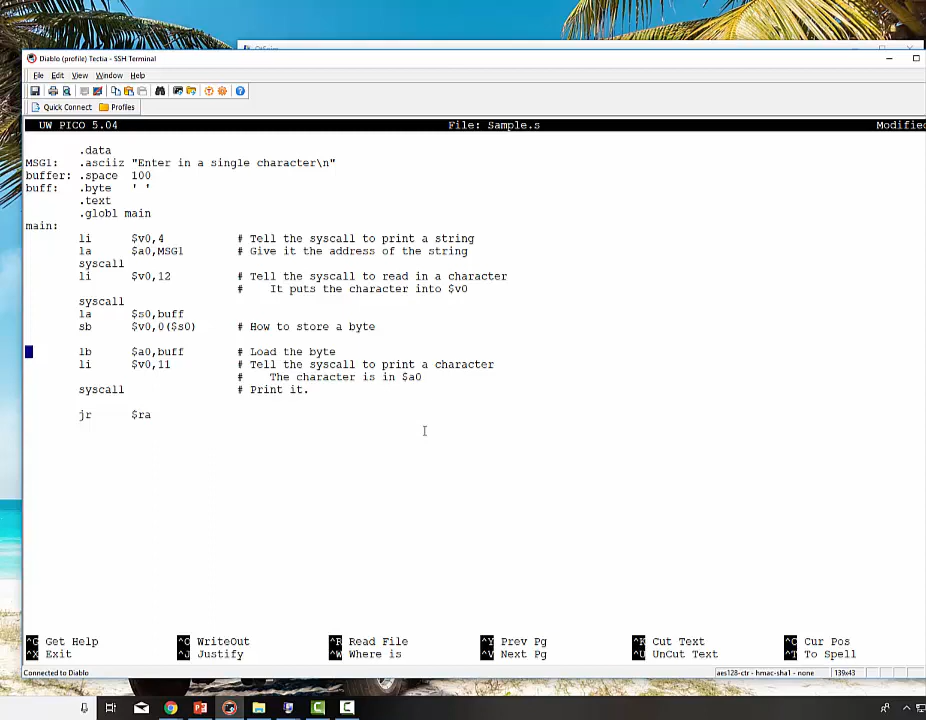 Diablo (profile) Tectia - SSH Terminal
File Edit View Window Help
Quick Connect Profiles
UW PICO 5.04 File: Sample.s Modified
.data
MSG1: .asciiz "Enter in a single character\n"
buffer: .space 100
buff: .byte ' '
.text
.globl main
main:
li $v0,4 # Tell the syscall to print a string
la $a0,MSG1 # Give it the address of the string
syscall
li $v0,12 # Tell the syscall to read in a character
# It puts the character into $v0
syscall
la $s0,buff
sb $v0,0($s0) # How to store a byte
lb $a0,buff # Load the byte
li $v0,11 # Tell the syscall to print a character
# The character is in $a0
syscall # Print it.
jr $ra
^G Get Help ^O WriteOut ^R Read File ^Y Prev Pg ^K Cut Text ^C Cur Pos
^X Exit ^J Justify ^W Where is ^V Next Pg ^U UnCut Text ^T To Spell
Connected to Diablo aes128-ctr - hmac-sha1 - none 139x43